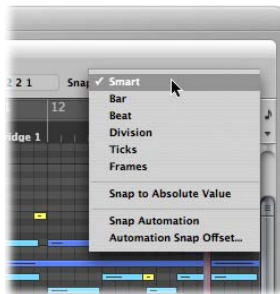 2 2 1 Snap
✓ Smart
Bar
Beat
Division
Ticks
Frames
Snap to Absolute Value
Snap Automation
Automation Snap Offset...
12
ridge 1